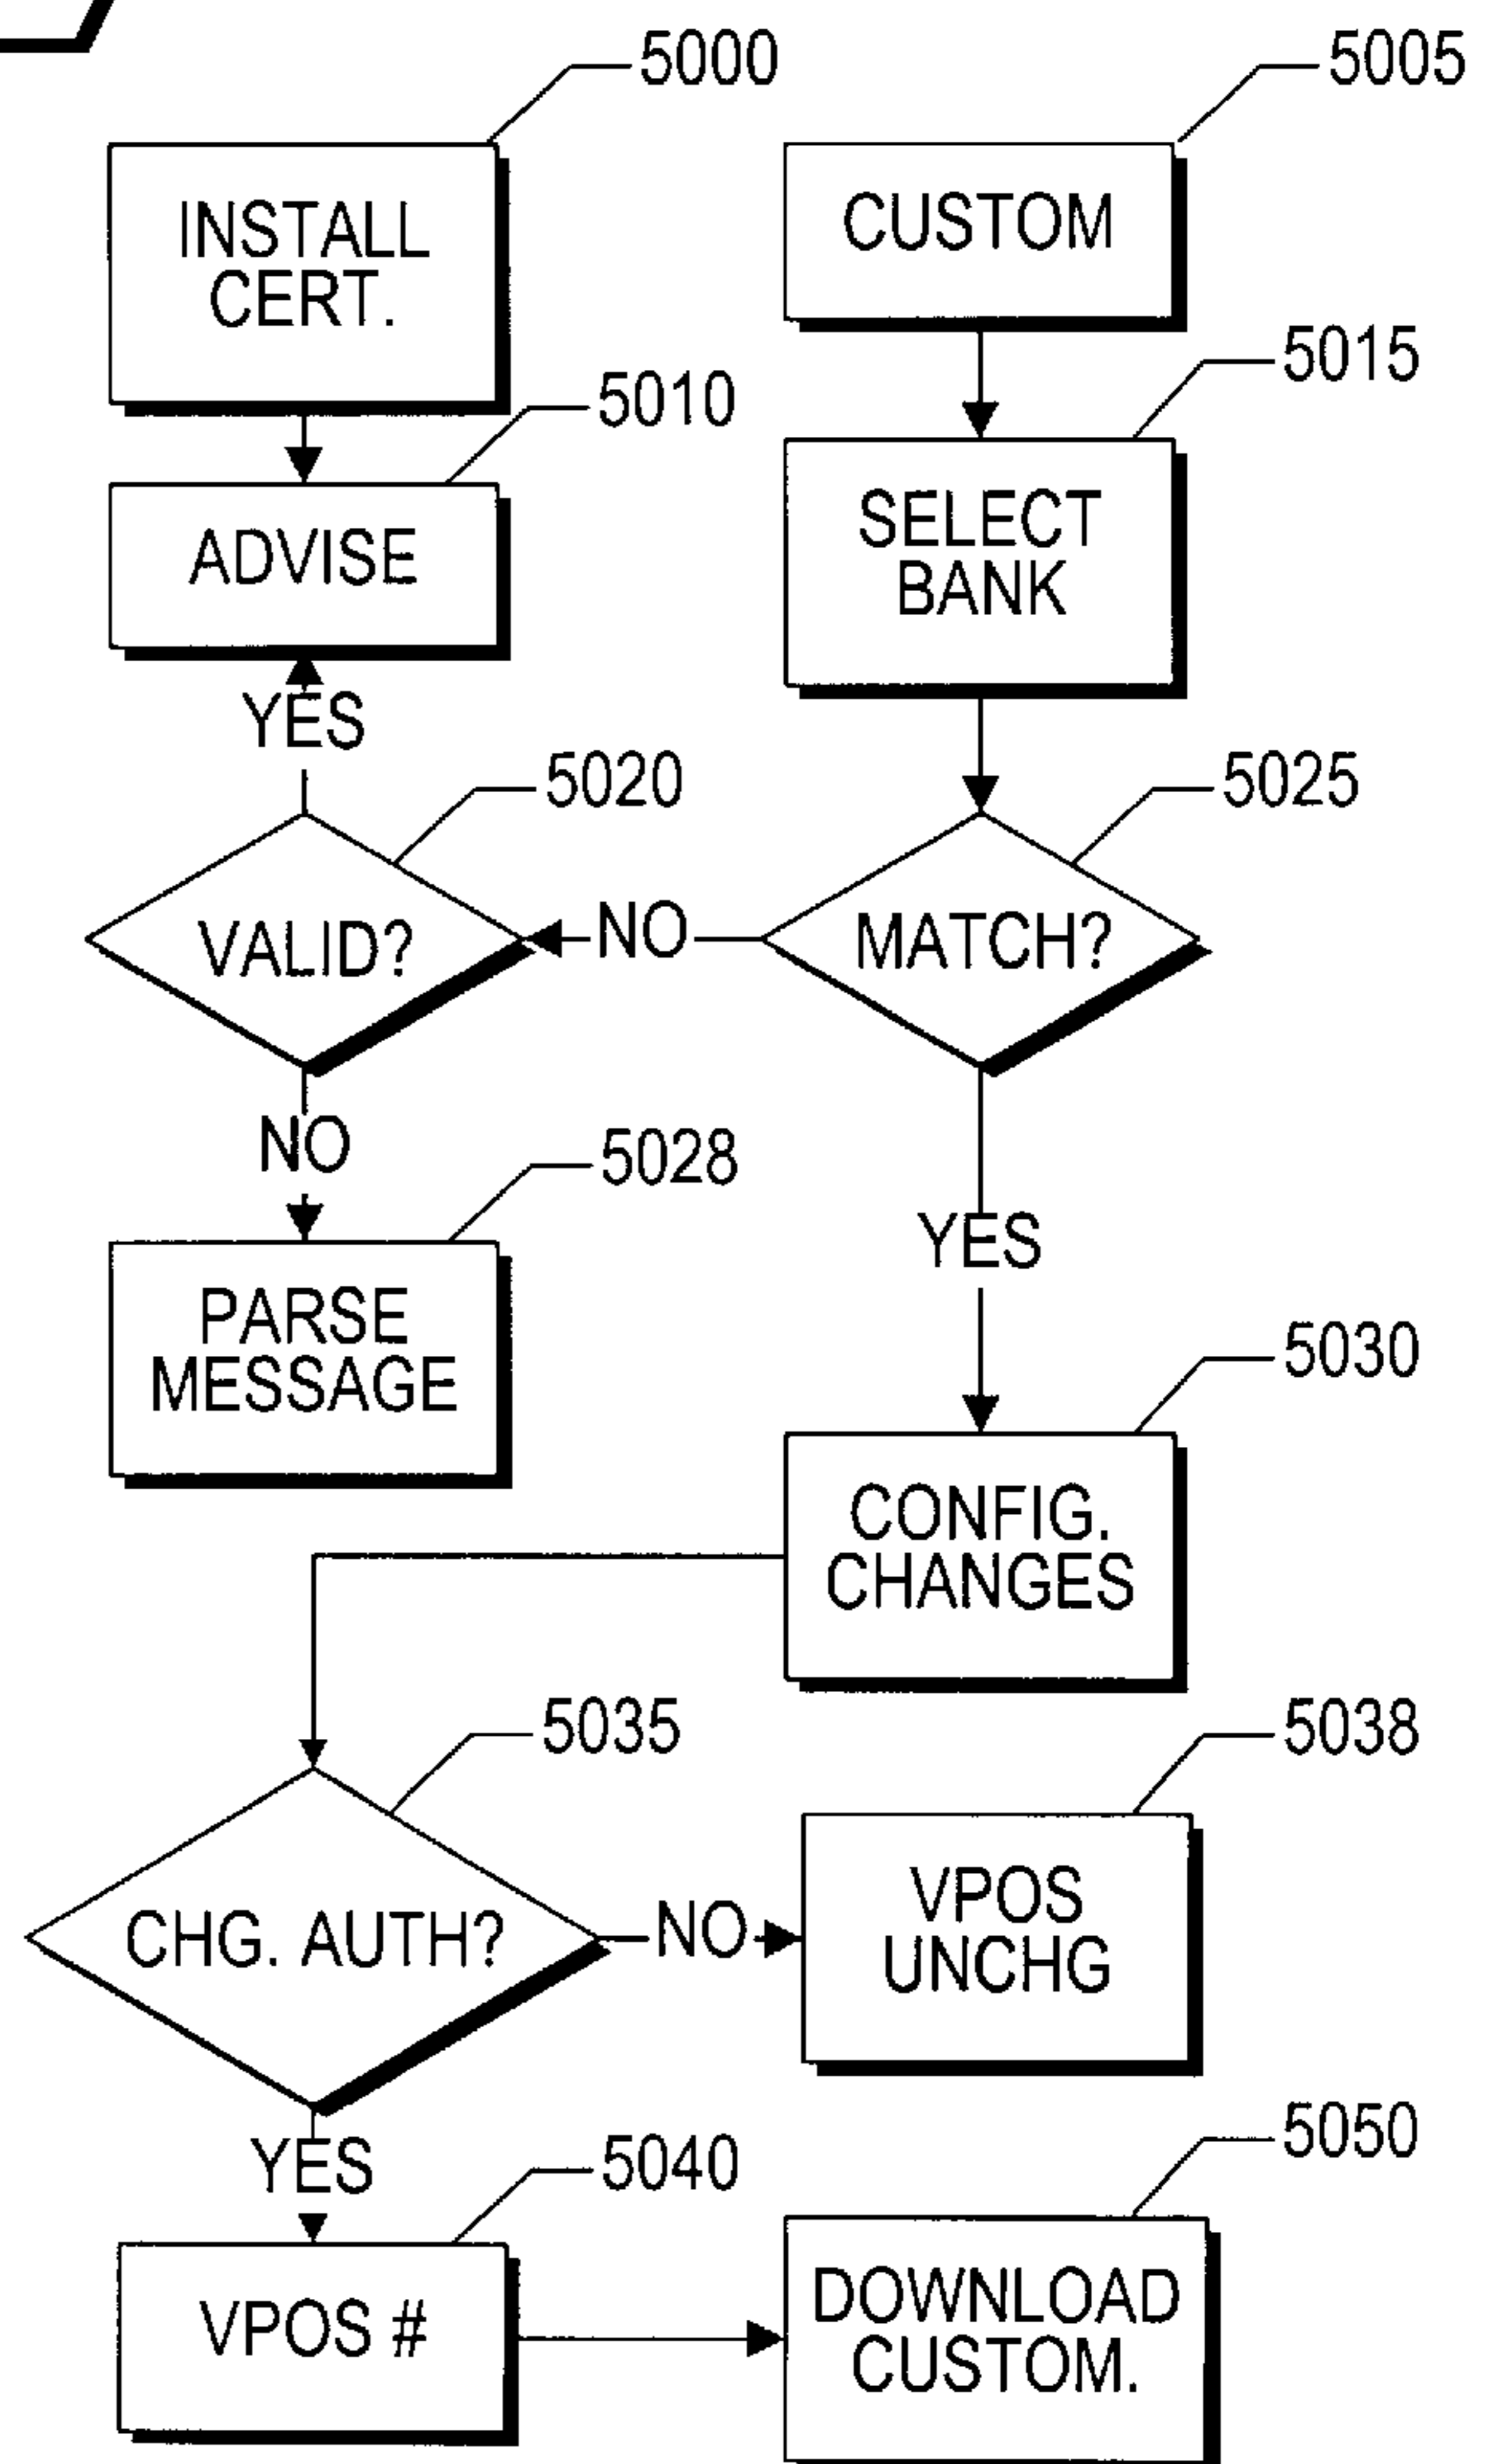 5000
5005
INSTALL
CERT.
CUSTOM
5010
5015
ADVISE
SELECT
BANK
YES
5020
5025
VALID?
NO
MATCH?
NO
5028
YES
PARSE
MESSAGE
5030
CONFIG.
CHANGES
5035
5038
CHG. AUTH?
NO
VPOS
UNCHG
YES
5040
5050
VPOS #
DOWNLOAD
CUSTOM.